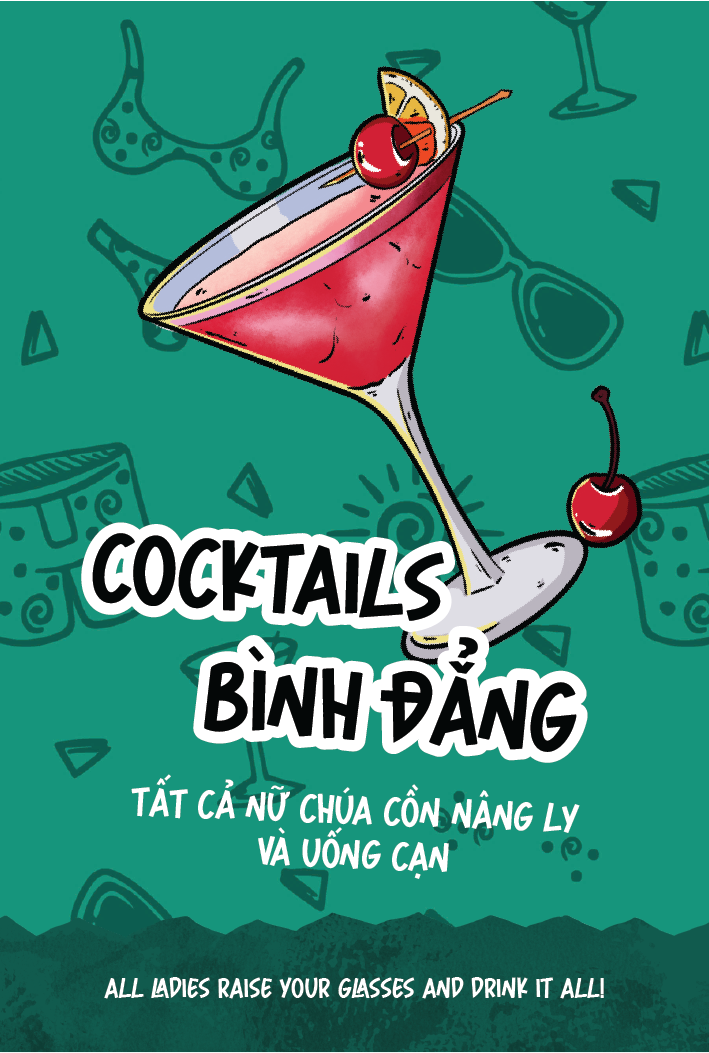 COCKTAILS
BÌNH ĐẲNG
TẤT CẢ NỮ CHÚA CỒN NÂNG LY
VÀ UỐNG CẠN
ALL LADIES RAISE YOUR GLASSES AND DRINK IT ALL!